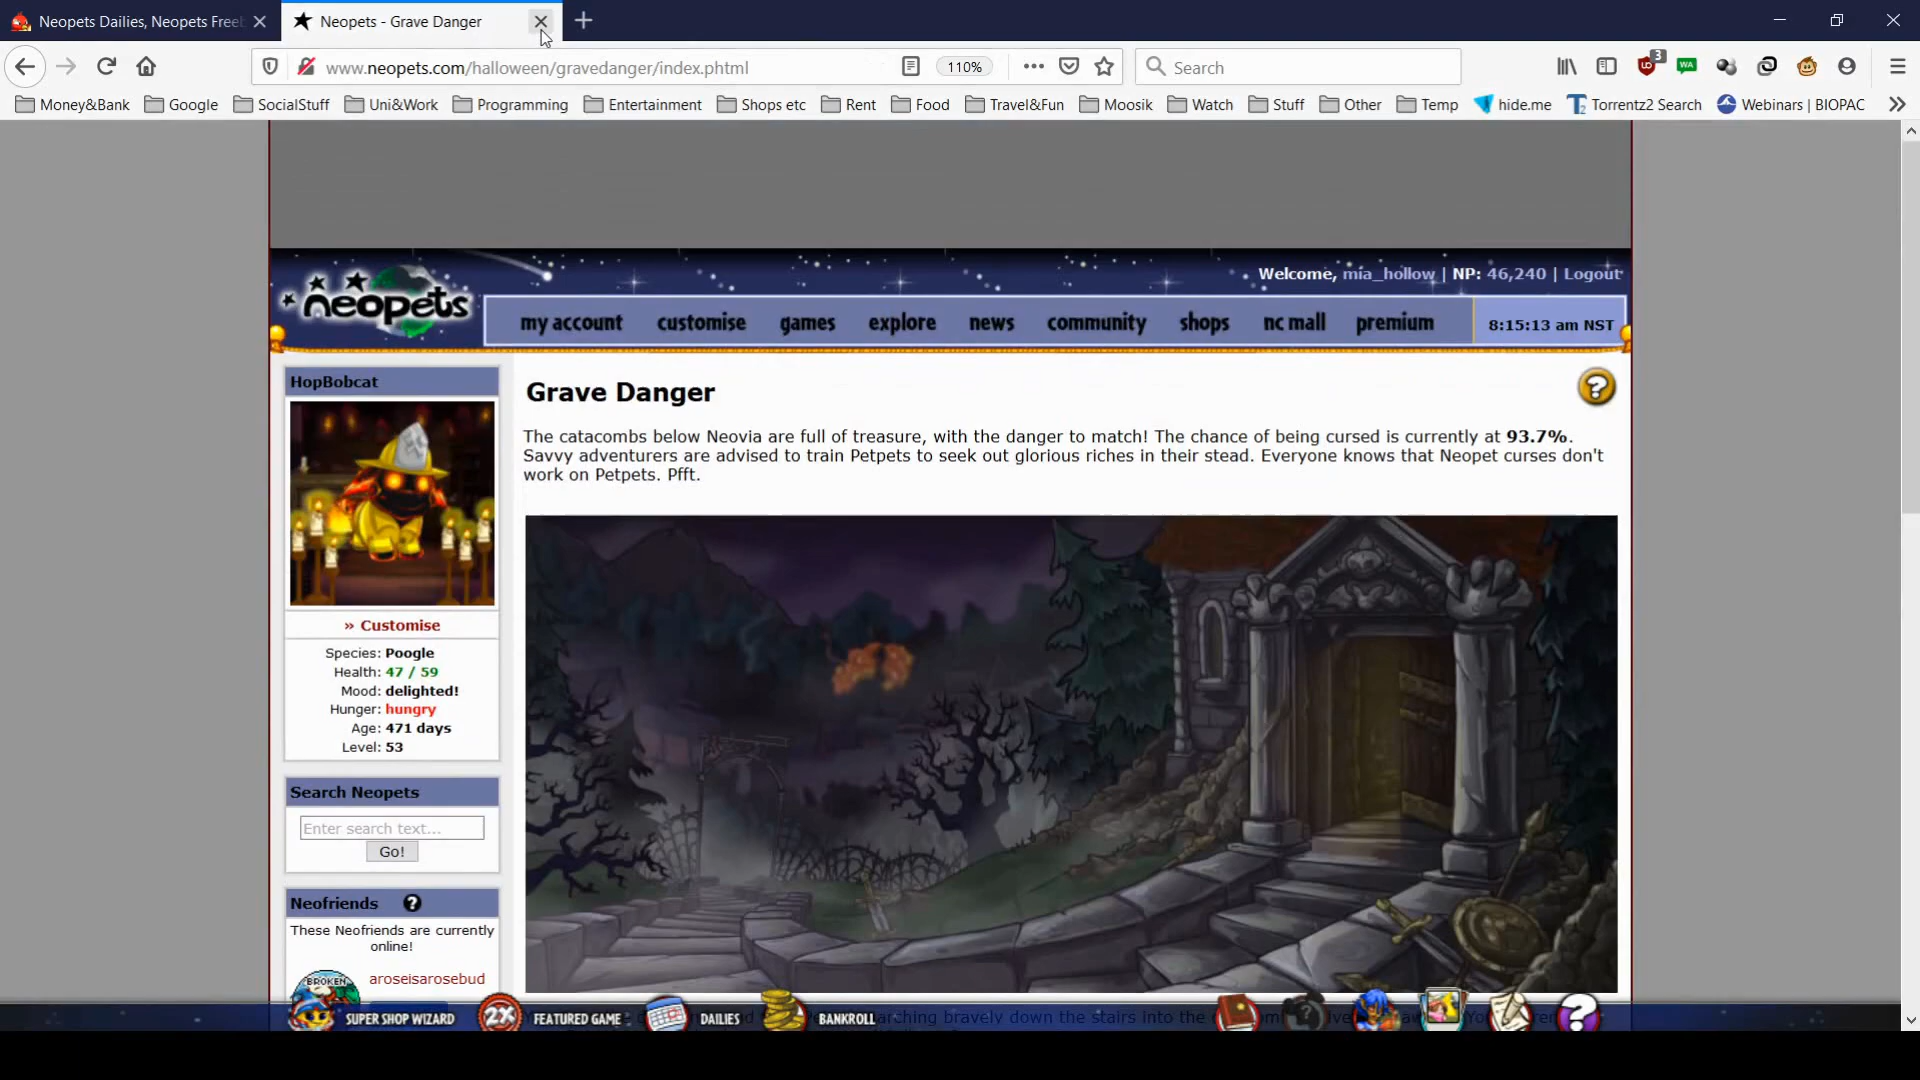 Neopets Dailies, Neopets Freeb
Neopets - Grave Danger
www.neopets.com/halloween/gravedanger/index.phtml
110%
Search
3
Money&Bank
Google
SocialStuff
Uni&Work
Programming
Entertainment
Shops etc
Rent
Food
Travel&Fun
Moosik
Watch
Stuff
Other
Temp
hide.me
Torrentz2 Search
Webinars | BIOPAC
neopets
Welcome, mia_hollow | NP: 46,240 | Logout
my account
customise
games
explore
news
community
shops
nc mall
premium
8:15:13 am NST
HopBobcat
» Customise
Species: Poogle
Health: 47 / 59
Mood: delighted!
Hunger: hungry
Age: 471 days
Level: 53
Search Neopets
Enter search text...
Go!
Neofriends
These Neofriends are currently
online!
BROKEN
aroseisarosebud
Grave Danger
The catacombs below Neovia are full of treasure, with the danger to match! The chance of being cursed is currently at 93.7%.
Savvy adventurers are advised to train Petpets to seek out glorious riches in their stead. Everyone knows that Neopet curses don't
work on Petpets. Pfft.
SUPER SHOP WIZARD
2X
FEATURED GAME
DAILIES
BANKROLL